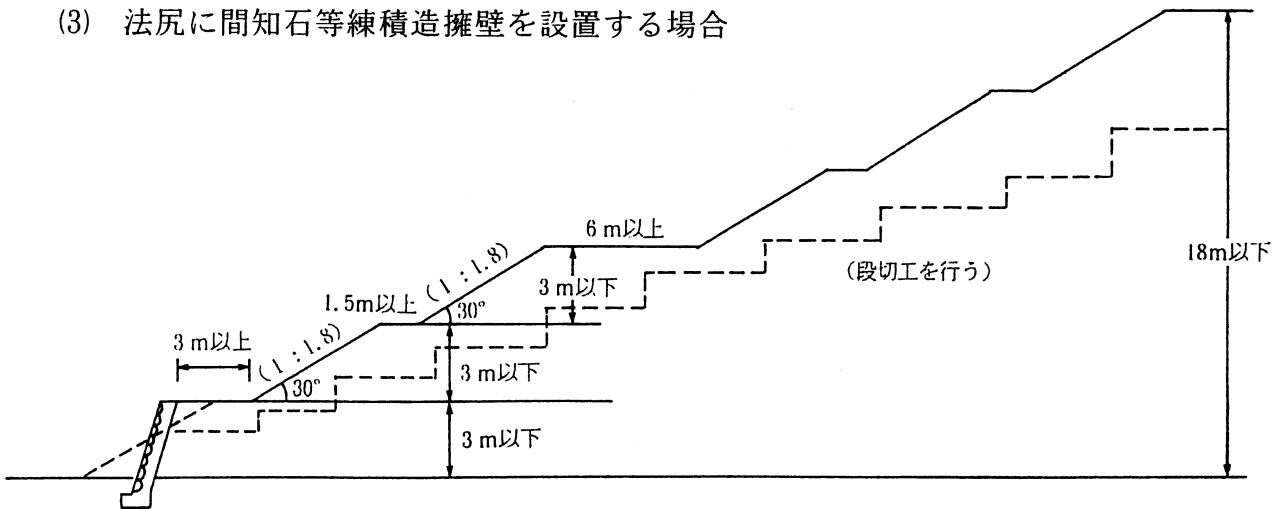 (3) 法尻に間知石等練積造擁壁を設置する場合
6m以上
(1:1.8)
18m以下
(段切工を行う)
3m以下
1.5m以上
30°
3m以上
(1:1.8)
3m以下
30°
3m以下